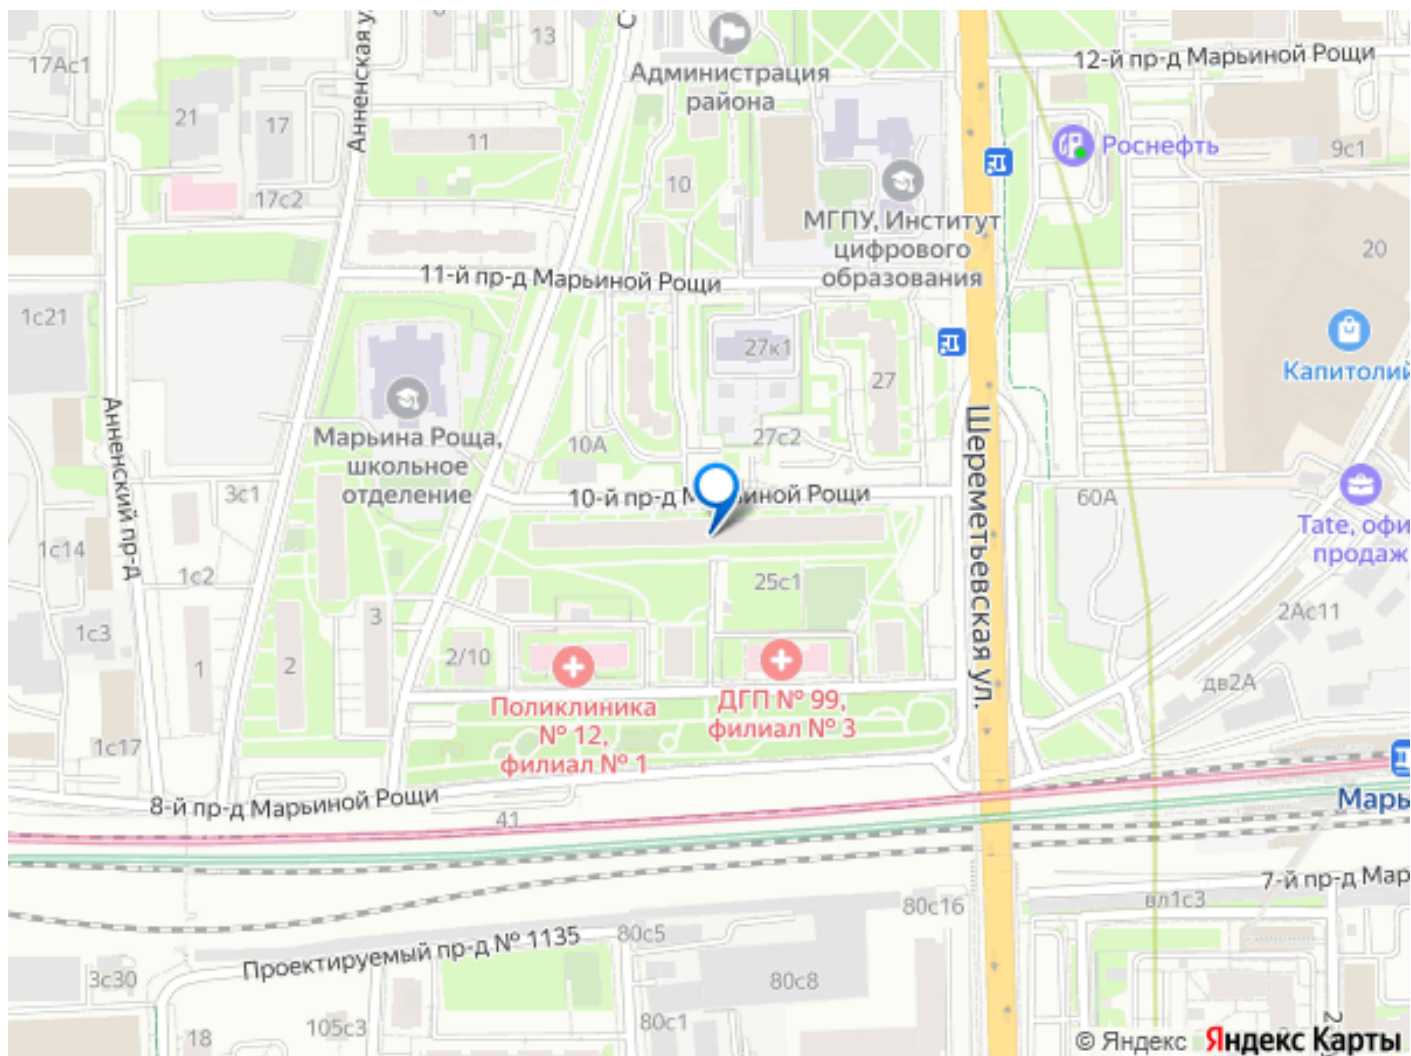 13
17Ас1
Анненская ул
12-й пр-д Марьиной Рощи
Администрация
района
21
17
11
Роснефть
9с1
10
17с2
МГПУ, Институт
цифрового
образования
20
11-й пр-д Марьиной Рощи
1с21
27к1
27
Капитолий
Анненский пр-д
Шереметьевская ул.
Марьина Роща,
школьное
отделение
10А
27с2
3с1
10-й пр-д Марьиной Рощи
60А
Tate, офи
продаж
1с14
1с2
25с1
2Ас11
1с3
3
1
2
2/10
дв2А
Поликлиника
№ 12,
филиал № 1
ДГП № 99,
филиал № 3
1с17
8-й пр-д Марьиной Рощи
41
Марь
7-й пр-д Мар
80с16
вл1с3
Проектируемый пр-д № 1135
80с5
3с30
80с8
18
105с3
80с1
2
© Яндекс Яндекс Карты